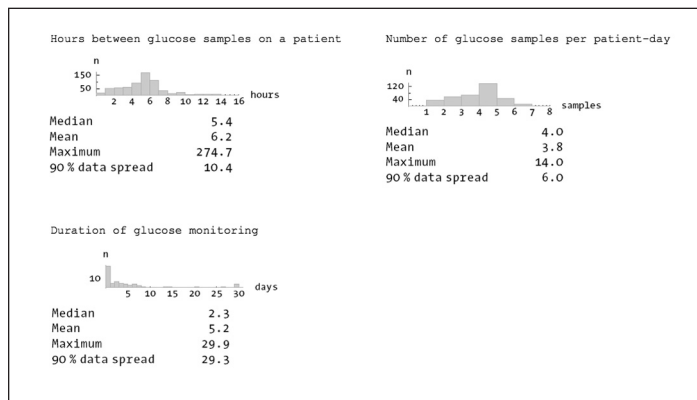 Hours between glucose samples on a patient
n
150
50
2 4 6 8 10 12 14 16 hours
Median 5.4
Mean 6.2
Maximum 274.7
90 % data spread 10.4
Number of glucose samples per patient-day
n
120
40
1 2 3 4 5 6 7 8 samples
Median 4.0
Mean 3.8
Maximum 14.0
90 % data spread 6.0
Duration of glucose monitoring
n
10
5 10 15 20 25 30 days
Median 2.3
Mean 5.2
Maximum 29.9
90 % data spread 29.3